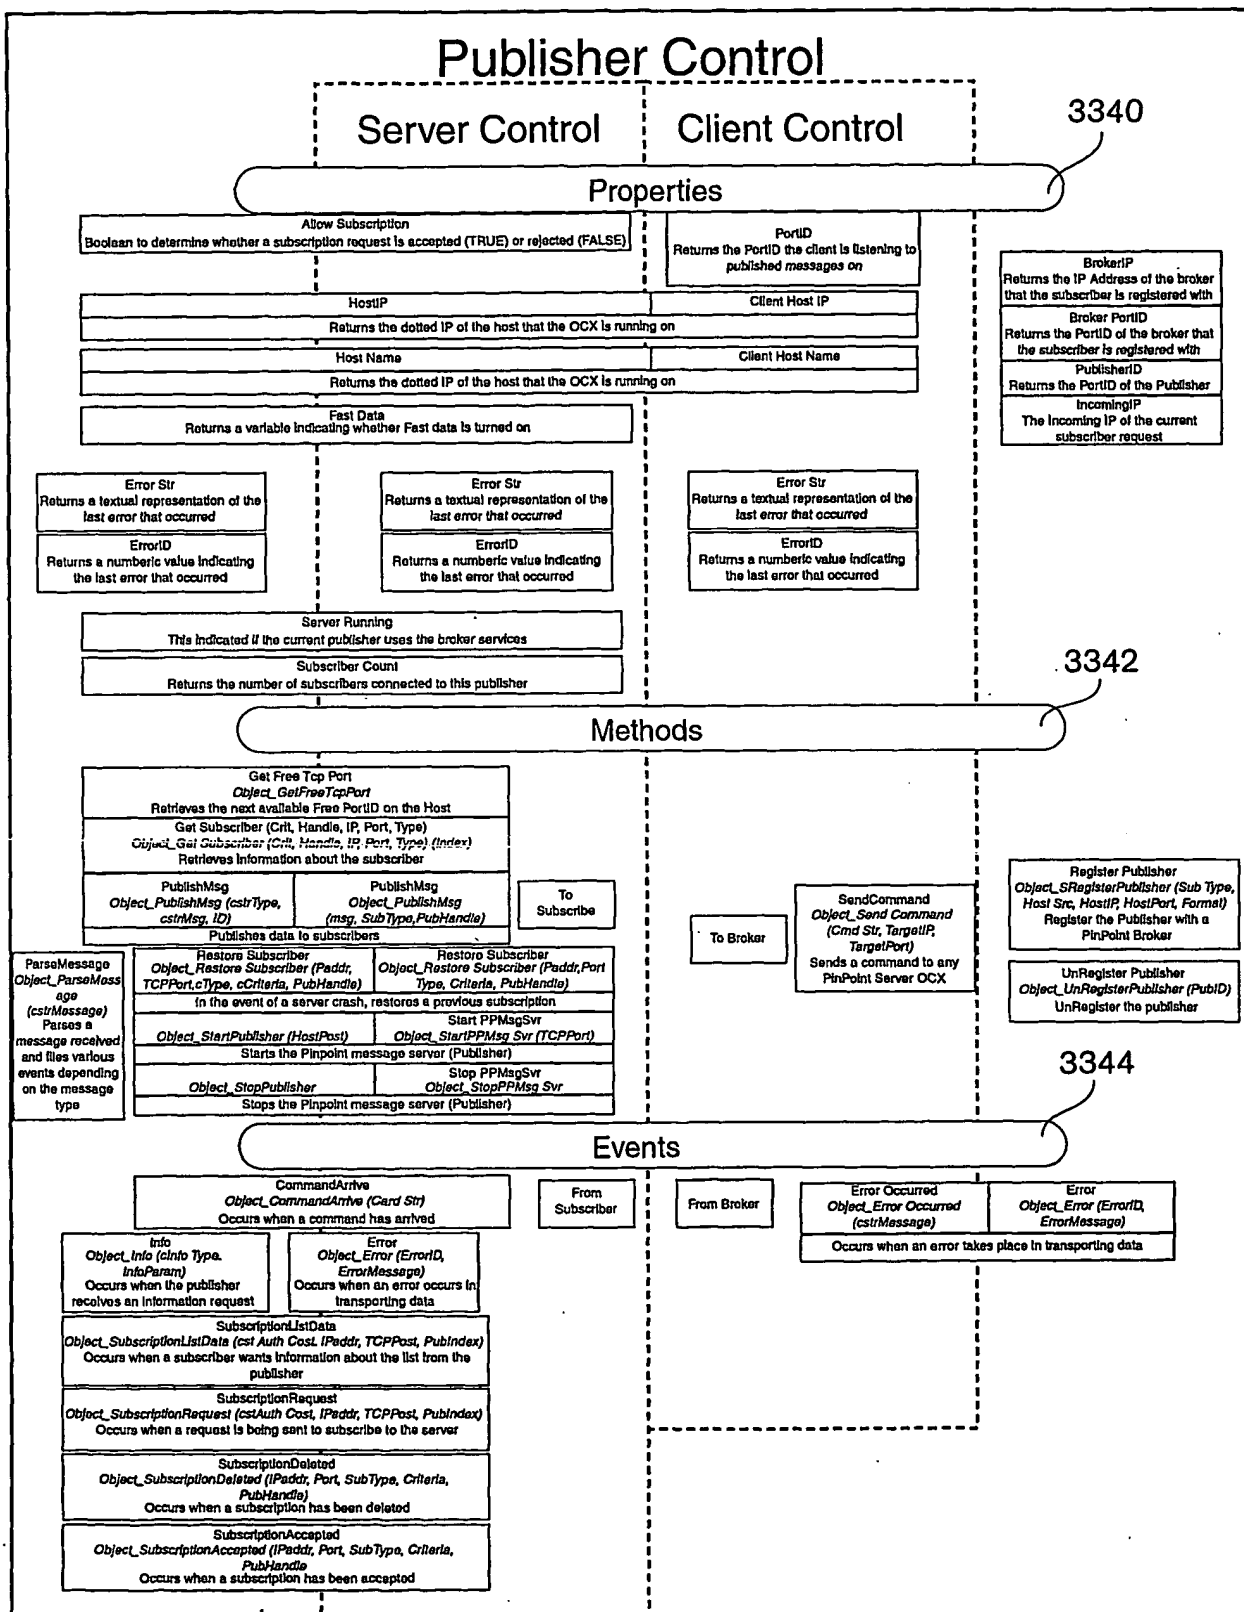 Publisher Control
Server Control
Client Control
3340
Properties
Allow Subscription
Boolean to determine whether a subscription request is accepted (TRUE) or rejected (FALSE)
PortID
Returns the PortID the client is listening to
published messages on
BrokerIP
Returns the IP Address of the broker
that the subscriber is registered with
Broker PortID
Returns the PortID of the broker that
the subscriber is registered with
PublisherID
Returns the PortID of the Publisher
IncomingIP
The Incoming IP of the current
subscriber request
HostIP
Client Host IP
Returns the dotted IP of the host that the OCX is running on
Host Name
Client Host Name
Returns the dotted IP of the host that the OCX is running on
Fast Data
Returns a variable indicating whether Fast data is turned on
Error Str
Returns a textual representation of the
last error that occurred
ErrorID
Returns a numberic value indicating
the last error that occurred
Error Str
Returns a textual representation of the
last error that occurred
ErrorID
Returns a numberic value indicating
the last error that occurred
Error Str
Returns a textual representation of the
last error that occurred
ErrorID
Returns a numberic value indicating
the last error that occurred
Server Running
This indicated if the current publisher uses the broker services
Subscriber Count
Returns the number of subscribers connected to this publisher
3342
Methods
Get Free Tcp Port
Object_GetFreeTcpPort
Retrieves the next available Free PortID on the Host
Get Subscriber (Crit, Handle, IP, Port, Type)
Object_Get Subscriber (Crit, Handle, IP, Port, Type) (Index)
Retrieves information about the subscriber
PublishMsg
Object_PublishMsg (cstrType,
cstrMsg, ID)
PublishMsg
Object_PublishMsg
(msg, SubType,PubHandle)
Publishes data to subscribers
To
Subscribe
To Broker
SendCommand
Object_Send Command
(Cmd Str, TargetIP,
TargetPort)
Sends a command to any
PinPoint Server OCX
Register Publisher
Object_SRegisterPublisher (Sub Type,
Host Src, HostIP, HostPort, Format)
Register the Publisher with a
PinPoint Broker
UnRegister Publisher
Object_UnRegisterPublisher (PubID)
UnRegister the publisher
ParseMessage
Object_ParseMess
age
(cstrMessage)
Parses a
message received
and files various
events depending
on the message
type
Restore Subscriber
Object_Restore Subscriber (Paddr,
TCPPort,cType, cCriteria, PubHandle)
Restore Subscriber
Object_Restore Subscriber (Paddr,Port
Type, Criteria, PubHandle)
In the event of a server crash, restores a previous subscription
Object_StartPublisher (HostPost)
Start PPMsgSvr
Object_StartPPMsg Svr (TCPPort)
Starts the Pinpoint message server (Publisher)
Object_StopPublisher
Stop PPMsgSvr
Object_StopPPMsg Svr
Stops the Pinpoint message server (Publisher)
3344
Events
CommandArrive
Object_CommandArrive (Card Str)
Occurs when a command has arrived
From
Subscriber
From Broker
Error Occurred
Object_Error Occurred
(cstrMessage)
Error
Object_Error (ErrorID,
ErrorMessage)
Occurs when an error takes place in transporting data
Info
Object_Info (cInfo Type.
InfoParam)
Occurs when the publisher
receives an information request
Error
Object_Error (ErrorID,
ErrorMessage)
Occurs when an error occurs in
transporting data
SubscriptionListData
Object_SubscriptionListData (cst Auth Cost. IPaddr, TCPPost, PubIndex)
Occurs when a subscriber wants information about the list from the
publisher
SubscriptionRequest
Object_SubscriptionRequest (cstAuth Cost, IPaddr, TCPPost, PubIndex)
Occurs when a request is being sent to subscribe to the server
SubscriptionDeleted
Object_SubscriptionDeleted (IPaddr, Port, SubType, Criteria,
PubHandle)
Occurs when a subscription has been deleted
SubscriptionAccepted
Object_SubscriptionAccepted (IPaddr, Port, SubType, Criteria,
PubHandle
Occurs when a subscription has been accepted